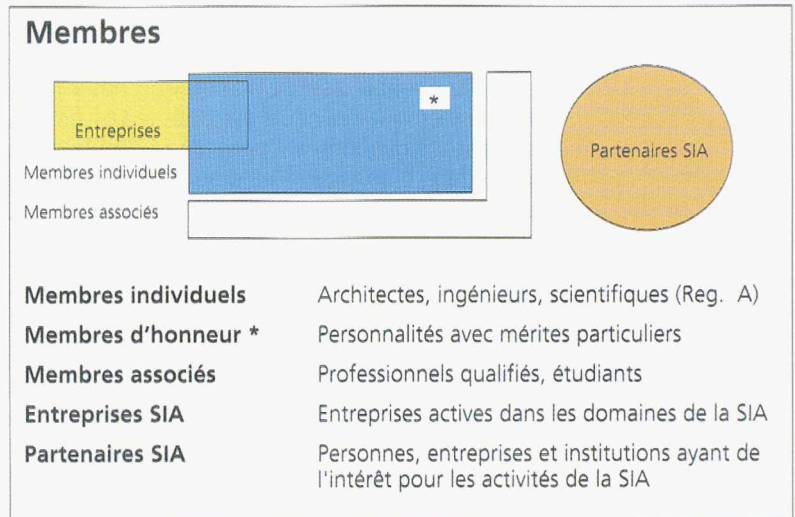 Membres
*
Entreprises
Partenaires SIA
Membres individuels
Membres associés
Membres individuels Architectes, ingénieurs, scientifiques (Reg. A)
Membres d'honneur * Personnalités avec mérites particuliers
Membres associés Professionnels qualifiés, étudiants
Entreprises SIA Entreprises actives dans les domaines de la SIA
Partenaires SIA Personnes, entreprises et institutions ayant de
l'intérêt pour les activités de la SIA